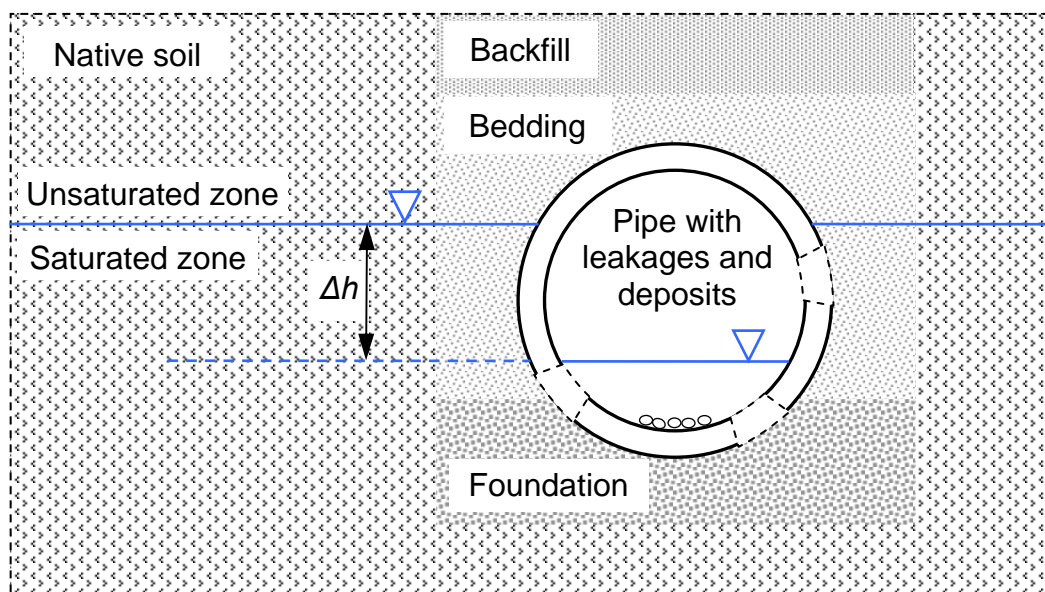 Native soil
Backfill
Bedding
Unsaturated zone
Saturated zone
Δh
Pipe with
leakages and
deposits
Foundation